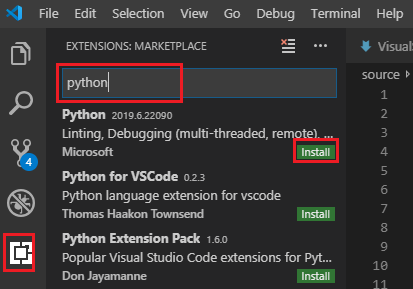 File Edit Selection View Go Debug Terminal Help
EXTENSIONS: MARKETPLACE
Visual
python
source
Python 2019.6.22090
Linting, Debugging (multi-threaded, remote), ...
Microsoft Install
Python for VSCode 0.2.3
Python language extension for vscode
Thomas Haakon Townsend Install
Python Extension Pack 1.6.0
Popular Visual Studio Code extensions for Pyt...
Don Jayamanne Install
4
1
2
3
4
5
6
7
8
9
10